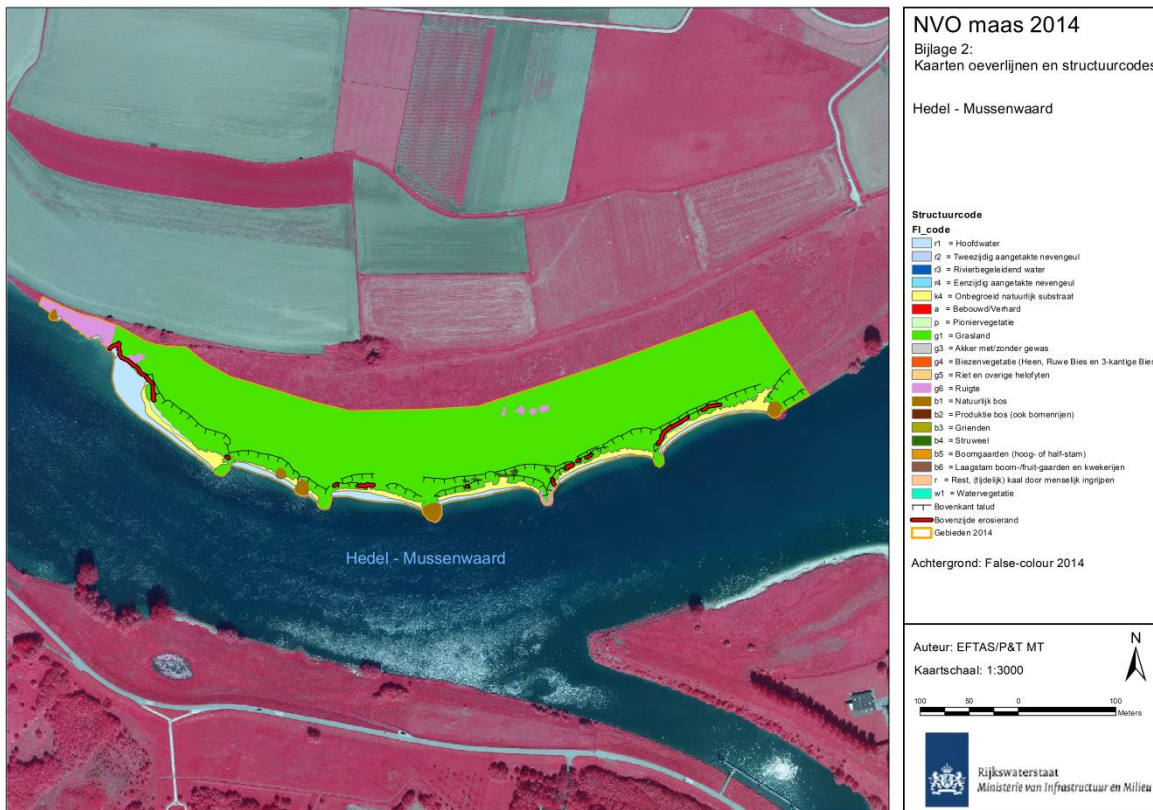 NVO maas 2014
Bijlage 2:
Kaarten oeverlijnen en structuurcodes
Hedel - Mussenwaard
Structuurcode
Fl_code
r1 = Hoofdwater
r2 = Tweezijdig aangetakte nevengeul
r3 = Rivierbegeleidend water
r4 = Eenzijdig aangetakte nevengeul
k4 = Onbegroeid natuurlijk substraat
a = Bebouwd/Verhard
p = Pioniervegetatie
g1 = Grasland
g3 = Akker met/zonder gewas
g4 = Biezenvegetatie (Heen, Ruwe Bies en 3-kantige Bies
g5 = Riet en overige helofyten
g6 = Ruigte
b1 = Natuurlijk bos
b2 = Produktie bos (ook bomenrijen)
b3 = Grienden
b4 = Struweel
b5 = Boomgaarden (hoog- of half-stam)
b6 = Laagstam boom-/fruit-gaarden en kwekerijen
r = Rest, (tijdelijk) kaal door menselijk ingrijpen
w1 = Watervegetatie
Bovenkant talud
Bovenzijde erosierand
Gebieden 2014
Achtergrond: False-colour 2014
Hedel - Mussenwaard
Auteur: EFTAS/P&T MT
Kaartschaal: 1:3000
N
100 50 0 100
Meters
Rijkswaterstaat
Ministerie van Infrastructuur en Milieu